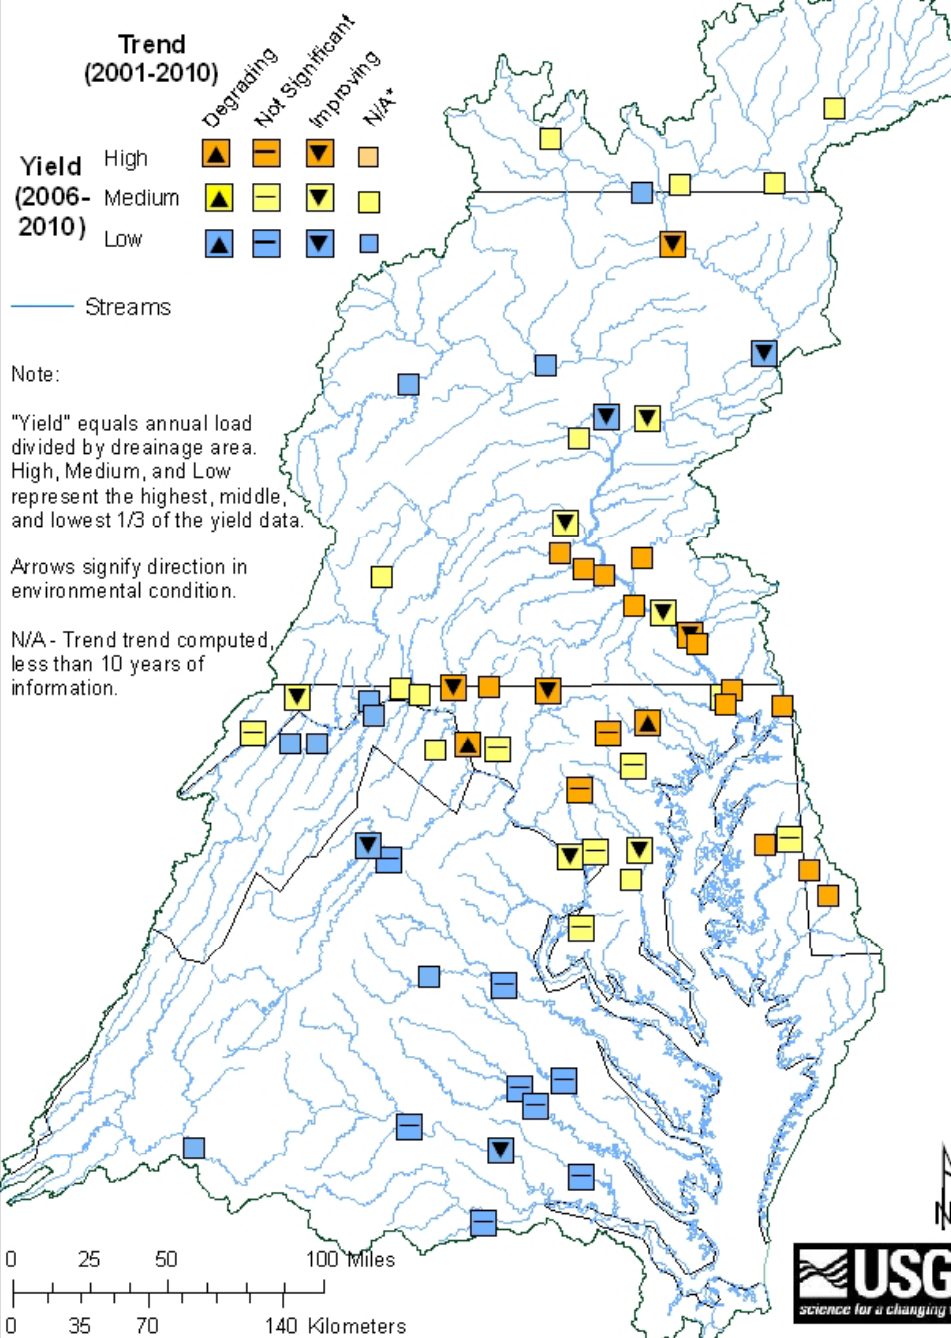 Trend
(2001-2010)
Degrading
Not Significant
Improving
N/A*
Yield
(2006-
2010)
High
Medium
Low
Streams
Note:
"Yield" equals annual load
divided by dreainage area.
High, Medium, and Low
represent the highest, middle,
and lowest 1/3 of the yield data.
Arrows signify direction in
environmental condition.
N/A - Trend trend computed,
less than 10 years of
information.
0 25 50 100 Miles
0 35 70 140 Kilometers
N
USG
science for a changing